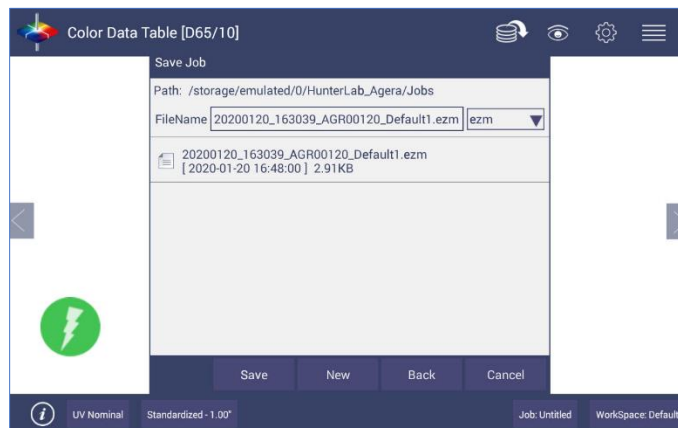 Color Data Table [D65/10]
Save Job
Path: /storage/emulated/0/HunterLab_Agera/Jobs
FileName 20200120_163039_AGR00120_Default1.ezm ezm
20200120_163039_AGR00120_Default1.ezm
[ 2020-01-20 16:48:00 ] 2.91KB
Save New Back Cancel
i UV Nominal Standardized - 1.00" Job: Untitled WorkSpace: Default